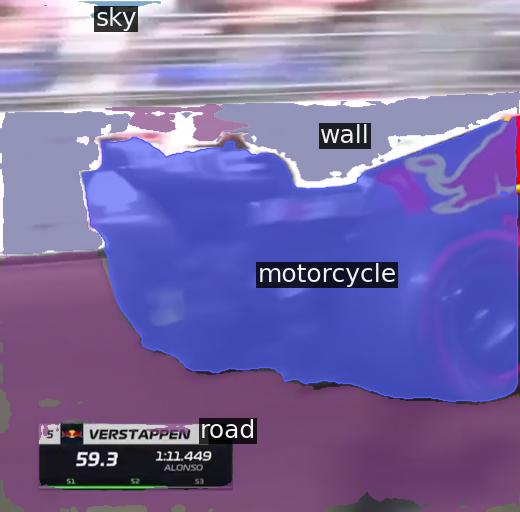 sky
wall
motorcycle
road
5 VERSTAPPEN
59.3 1:11.449
ALONSO
S1 S2 S3